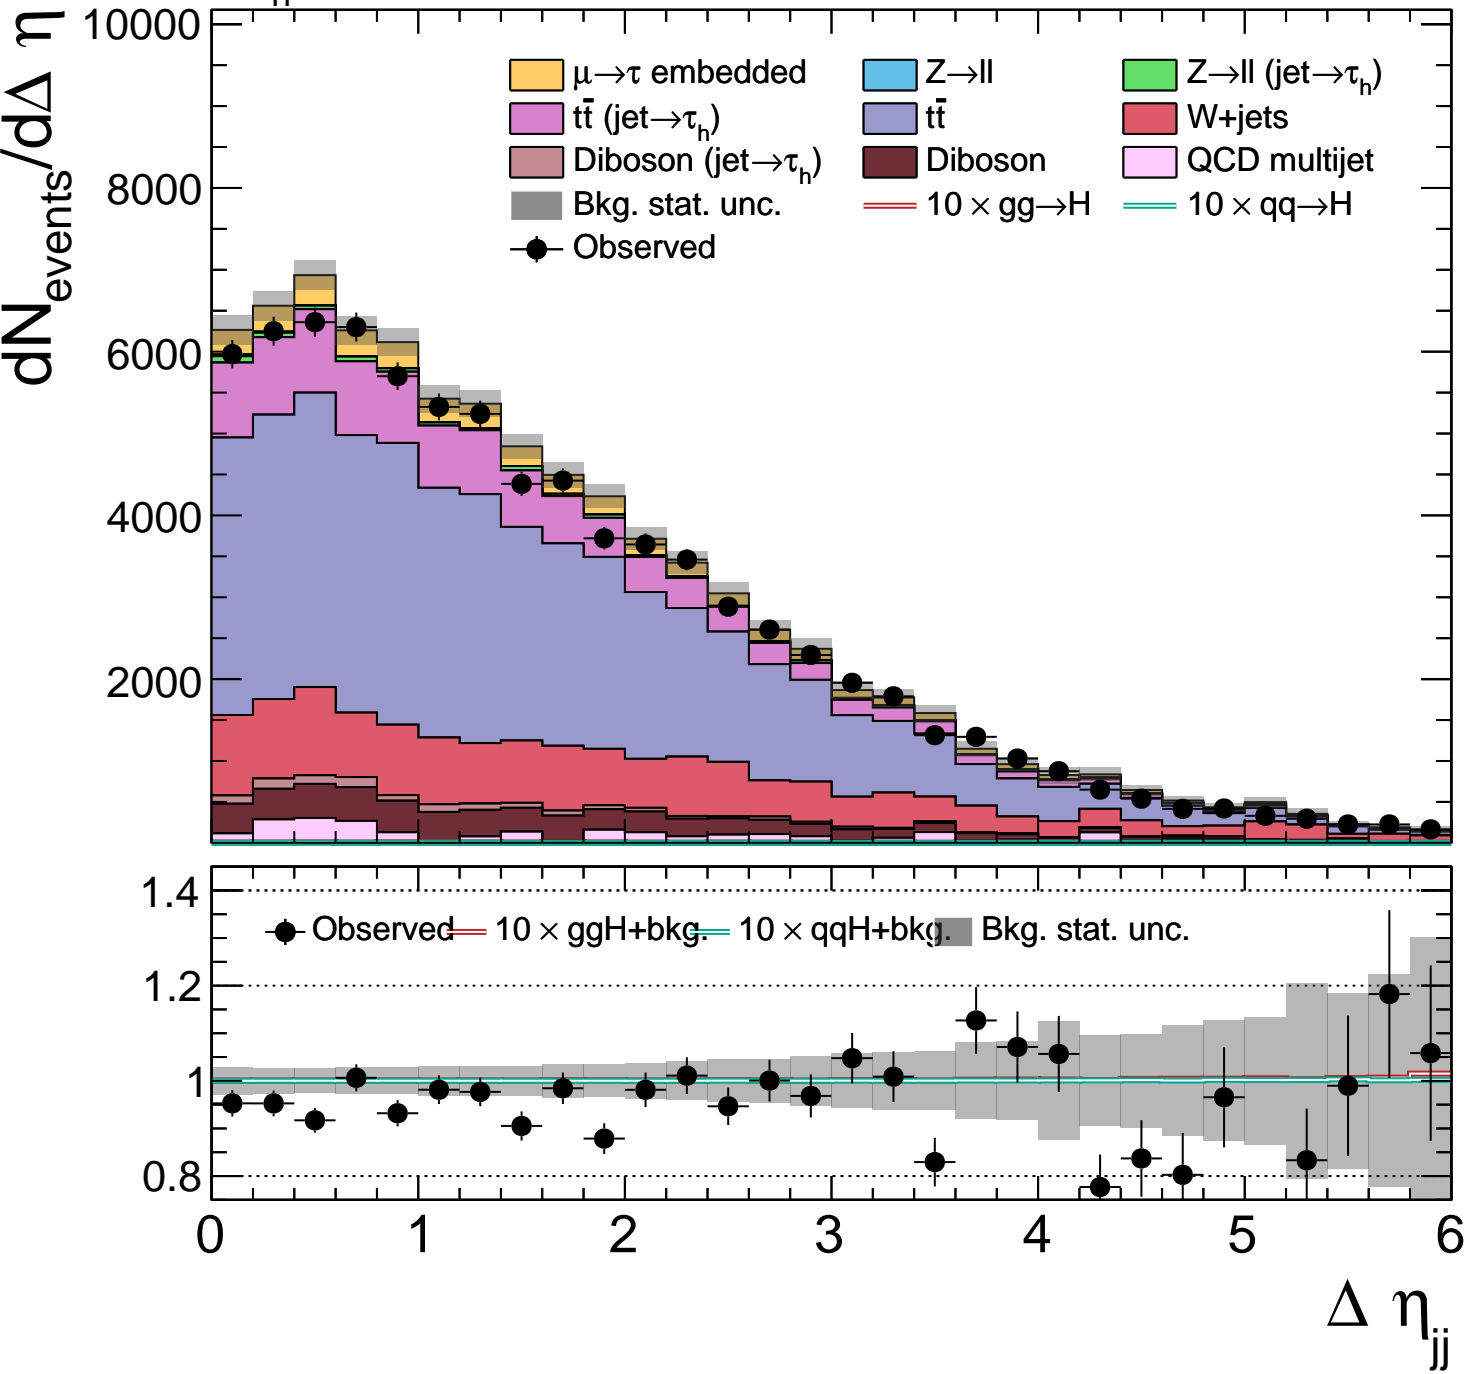 dN_events/dΔ η
10000
8000
6000
4000
2000
μ→τ embedded
Z→ll
Z→ll (jet→τ_h)
tt̄ (jet→τ_h)
tt̄
W+jets
Diboson (jet→τ_h)
Diboson
QCD multijet
Bkg. stat. unc.
10 × gg→H
10 × qq→H
Observed
1.4
1.2
1
0.8
Observed
10 × ggH+bkg.
10 × qqH+bkg.
Bkg. stat. unc.
0 1 2 3 4 5 6
Δ η_jj